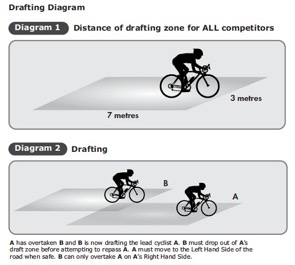 Drafting Diagram
Diagram 1 Distance of drafting zone for ALL competitors
3 metres
7 metres
Diagram 2 Drafting
B
A
A has overtaken B and B is now drafting the lead cyclist A. B must drop out of A's
draft zone before attempting to repass A. A must move to the Left Hand Side of the
road when safe. B can only overtake A on A's Right Hand Side.